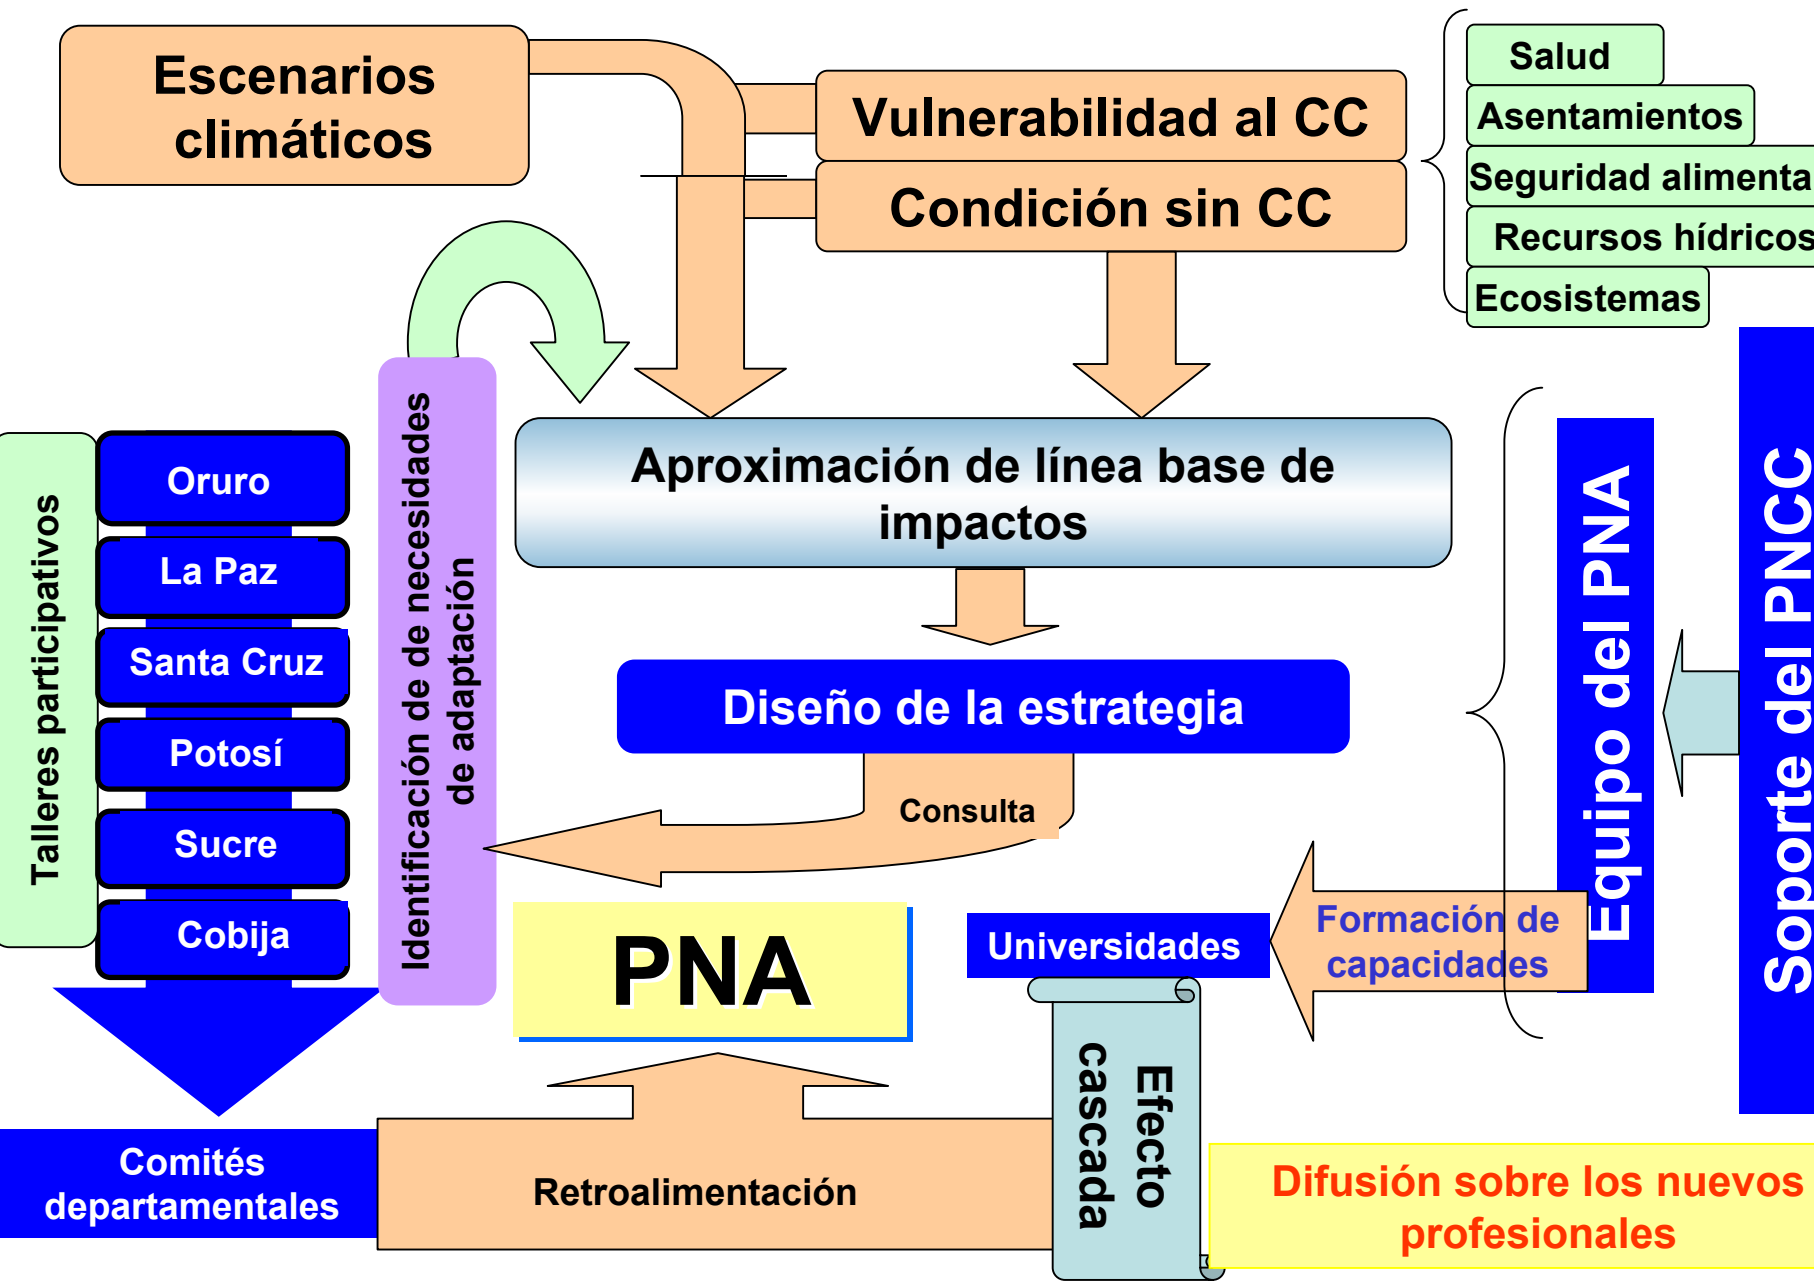 Escenarios
climáticos
Vulnerabilidad al CC
Condición sin CC
Salud
Asentamientos
Seguridad alimenta
Recursos hídricos
Ecosistemas
Talleres participativos
Oruro
La Paz
Santa Cruz
Potosí
Sucre
Cobija
Identificación de necesidades
de adaptación
Aproximación de línea base de
impactos
Diseño de la estrategia
Consulta
Equipo del PNA
Soporte del PNCC
PNA
Universidades
Formación de
capacidades
Efecto
cascada
Comités
departamentales
Retroalimentación
Difusión sobre los nuevos
profesionales